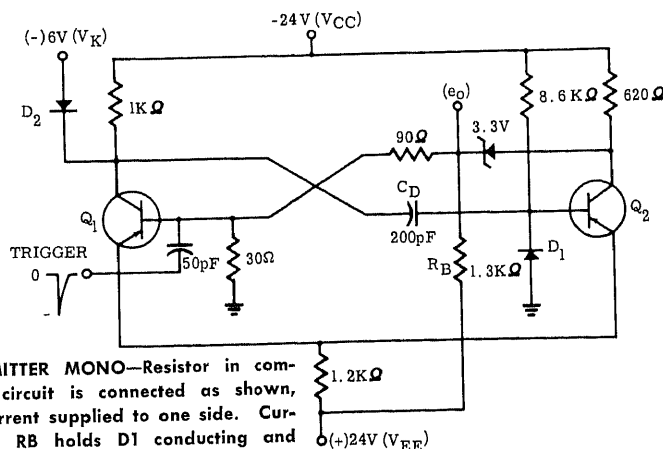 -24V (VCC)
(-)6V (VK)
D2
1KΩ
(eo)
8.6KΩ
620Ω
90Ω
3.3V
Q1
CD
200pF
Q2
TRIGGER
0
-
50pF
30Ω
RB
1.3KΩ
D1
1.2KΩ
(+)24V (VEE)
MITTER MONO—Resistor in com-
circuit is connected as shown,
urrent supplied to one side. Cur-
RB holds D1 conducting and